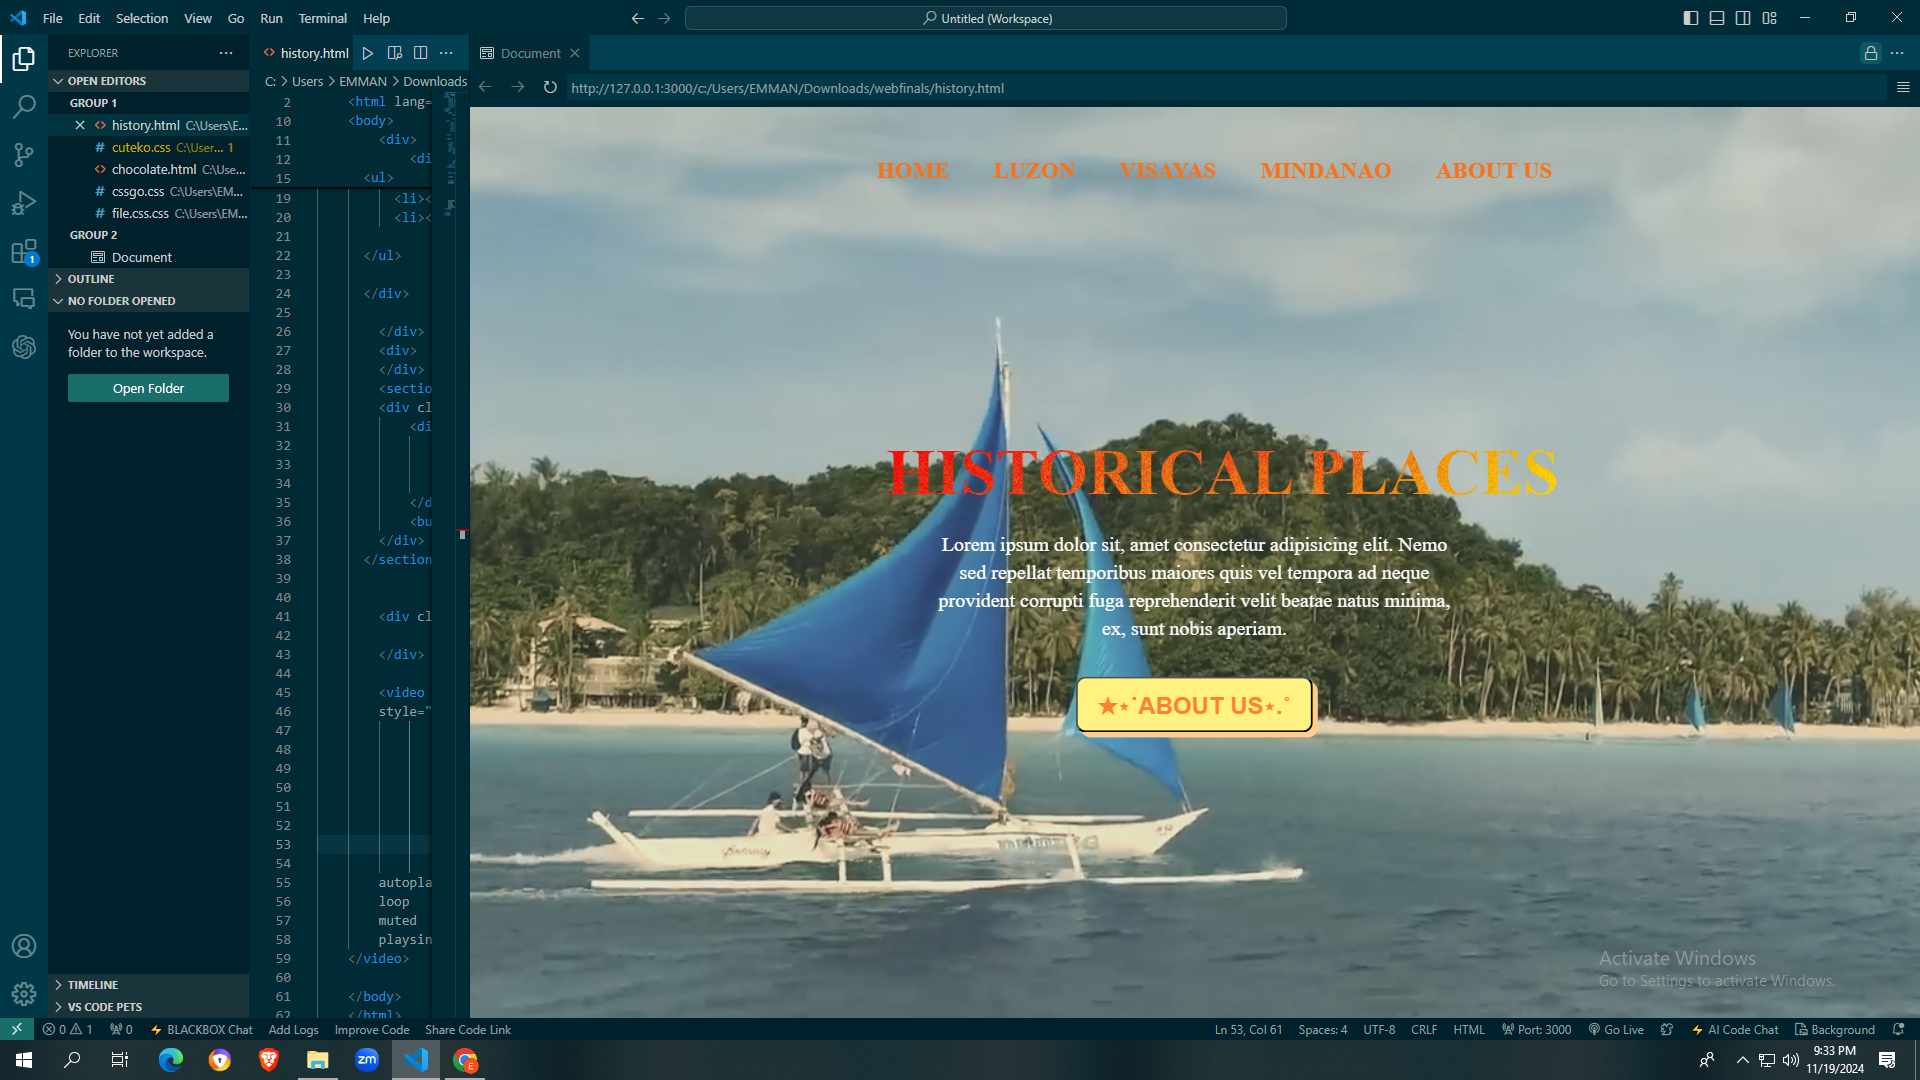 File Edit Selection View Go Run Terminal Help
Untitled (Workspace)
EXPLORER
OPEN EDITORS
GROUP 1
history.html C:\Users\E...
cuteko.css C:\User... 1
chocolate.html C:\Use...
cssgo.css C:\Users\EM...
file.css.css C:\Users\EM...
GROUP 2
Document
OUTLINE
NO FOLDER OPENED
You have not yet added a
folder to the workspace.
Open Folder
TIMELINE
VS CODE PETS
history.html
C: > Users > EMMAN > Downloads
2 <html lang=
10 <body>
11 <div>
12 <di
15 <ul>
19 <li><
20 <li><
21
22 </ul>
23
24 </div>
25
26 </div>
27 <div>
28 </div>
29 <sectio
30 <div cl
31 <di
32
33
34
35 </d
36 <bu
37 </div>
38 </section
39
40
41 <div cl
42
43 </div>
44
45 <video
46 style="
47
48
49
50
51
52
53
54
55 autopla
56 loop
57 muted
58 playsin
59 </video>
60
61 </body>
62 </html>
Document
http://127.0.0.1:3000/c:/Users/EMMAN/Downloads/webfinals/history.html
HOME LUZON VISAYAS MINDANAO ABOUT US
HISTORICAL PLACES
Lorem ipsum dolor sit, amet consectetur adipisicing elit. Nemo
sed repellat temporibus maiores quis vel tempora ad neque
provident corrupti fuga reprehenderit velit beatae natus minima,
ex, sunt nobis aperiam.
★⋆˙ABOUT US⋆.˚
Activate Windows
Go to Settings to activate Windows.
0 1 0 BLACKBOX Chat Add Logs Improve Code Share Code Link
Ln 53, Col 61 Spaces: 4 UTF-8 CRLF HTML Port: 3000 Go Live AI Code Chat Background
zm
9:33 PM
11/19/2024